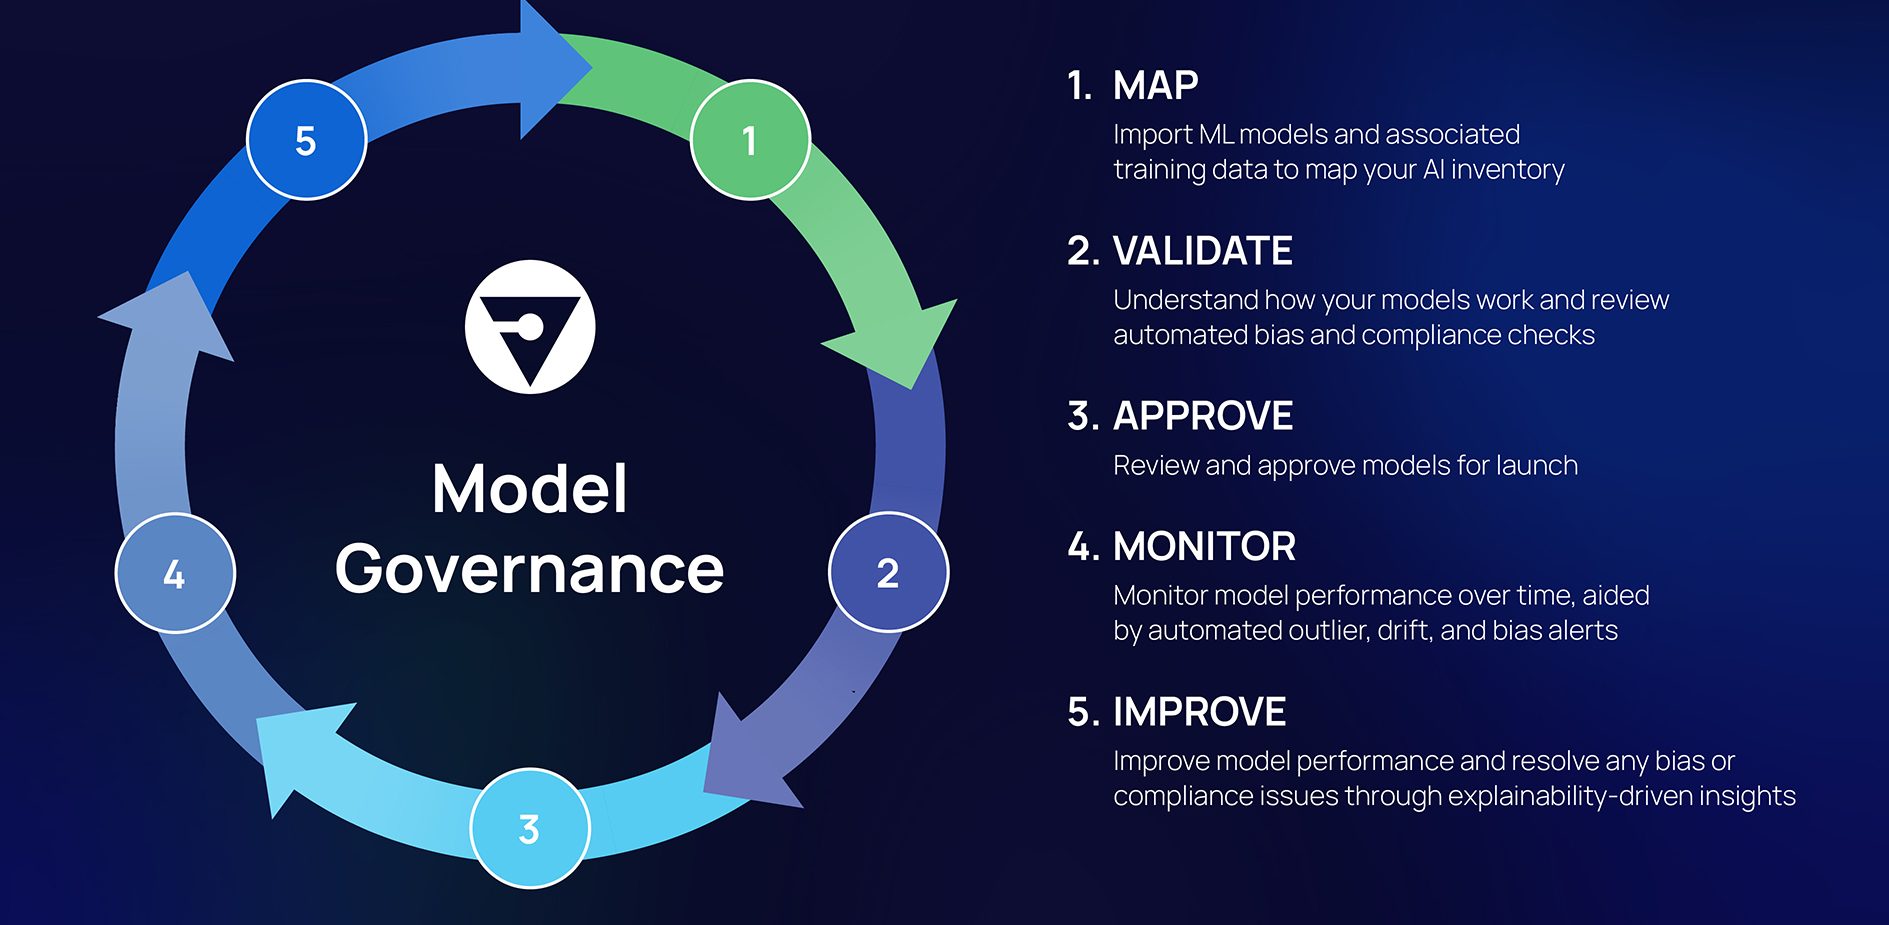 5
1
Model
Governance
4
2
3
1. MAP
Import ML models and associated
training data to map your AI inventory
2. VALIDATE
Understand how your models work and review
automated bias and compliance checks
3. APPROVE
Review and approve models for launch
4. MONITOR
Monitor model performance over time, aided
by automated outlier, drift, and bias alerts
5. IMPROVE
Improve model performance and resolve any bias or
compliance issues through explainability-driven insights